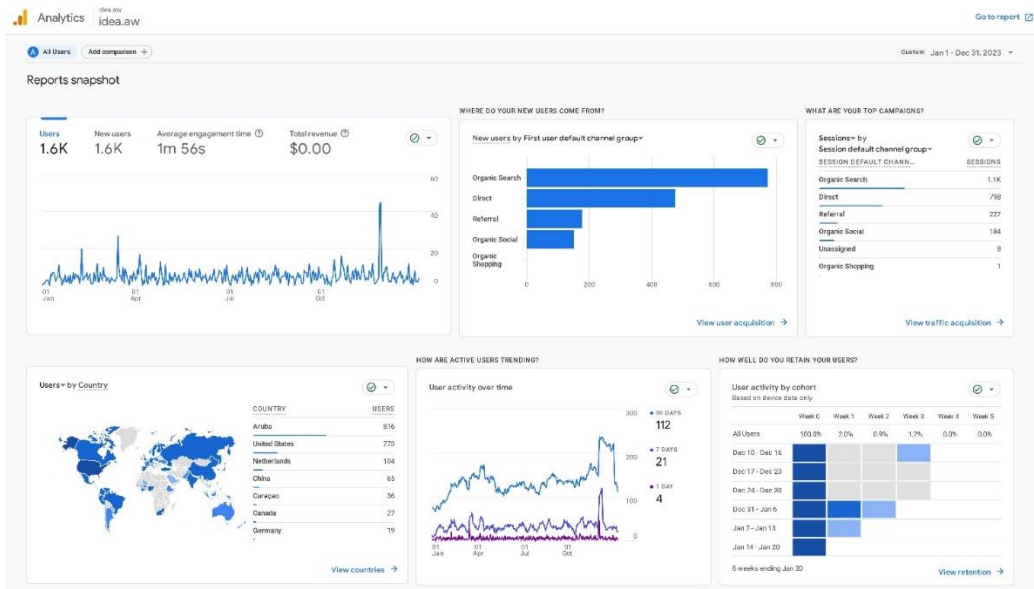 Analytics
idea.aw
idea.aw
Go to report
A All Users
Add comparison +
Custom Jan 1 - Dec 31, 2023
Reports snapshot
Users New users Average engagement time Total revenue
1.6K 1.6K 1m 56s $0.00
60
40
20
0
01 Jan
01 Apr
01 Jul
01 Oct
WHERE DO YOUR NEW USERS COME FROM?
New users by First user default channel group
Organic Search
Direct
Referral
Organic Social
Organic
Shopping
0 200 400 600 800
View user acquisition →
WHAT ARE YOUR TOP CAMPAIGNS?
Sessions by
Session default channel group
SESSION DEFAULT CHANN... SESSIONS
Organic Search 1.1K
Direct 798
Referral 227
Organic Social 184
Unassigned 8
Organic Shopping 1
View traffic acquisition →
Users by Country
COUNTRY USERS
Aruba 816
United States
Netherlands
China 65
Curaçao 36
Canada 27
Germany 19
View countries →
HOW ARE ACTIVE USERS TRENDING?
User activity over time
300
200
100
0
30 DAYS
112
7 DAYS
21
1 DAY
4
01 Jan
01 Apr
01 Jul
01 Oct
HOW WELL DO YOU RETAIN YOUR USERS?
User activity by cohort
Based on device data only
Week 0 Week 1 Week 2 Week 3 Week 4 Week 5
All Users 100.0% 2.0% 0.9% 1.2% 0.0% 0.0%
Dec 10 - Dec 16
Dec 17 - Dec 23
Dec 24 - Dec 30
Dec 31 - Jan 6
Jan 7 - Jan 13
Jan 14 - Jan 20
6 weeks ending Jan 20
View retention →